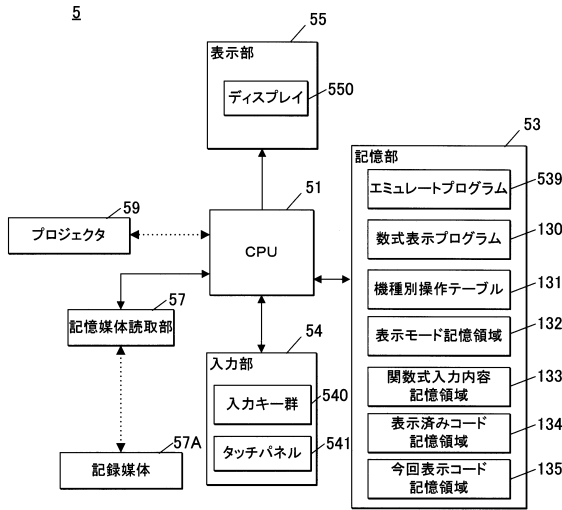 5
55
表示部
ディスプレイ
550
53
記憶部
エミュレートプログラム
539
数式表示プログラム
130
機種別操作テーブル
131
表示モード記憶領域
132
関数式入力内容
記憶領域
133
表示済みコード
記憶領域
134
今回表示コード
記憶領域
135
51
CPU
59
プロジェクタ
57
記憶媒体読取部
57A
記録媒体
54
入力部
入力キー群
540
タッチパネル
541